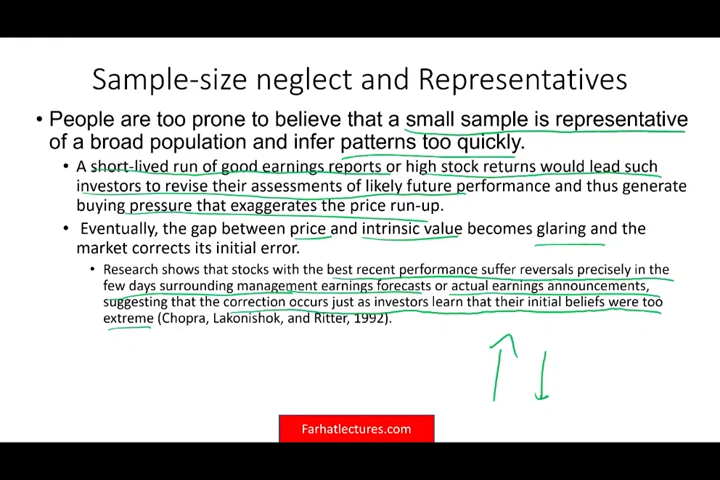 Sample-size neglect and Representatives
• People are too prone to believe that a small sample is representative
of a broad population and infer patterns too quickly.
• A short-lived run of good earnings reports or high stock returns would lead such
investors to revise their assessments of likely future performance and thus generate
buying pressure that exaggerates the price run-up.
• Eventually, the gap between price and intrinsic value becomes glaring and the
market corrects its initial error.
• Research shows that stocks with the best recent performance suffer reversals precisely in the
few days surrounding management earnings forecasts or actual earnings announcements,
suggesting that the correction occurs just as investors learn that their initial beliefs were too
extreme (Chopra, Lakonishok, and Ritter, 1992).
Farhatlectures.com